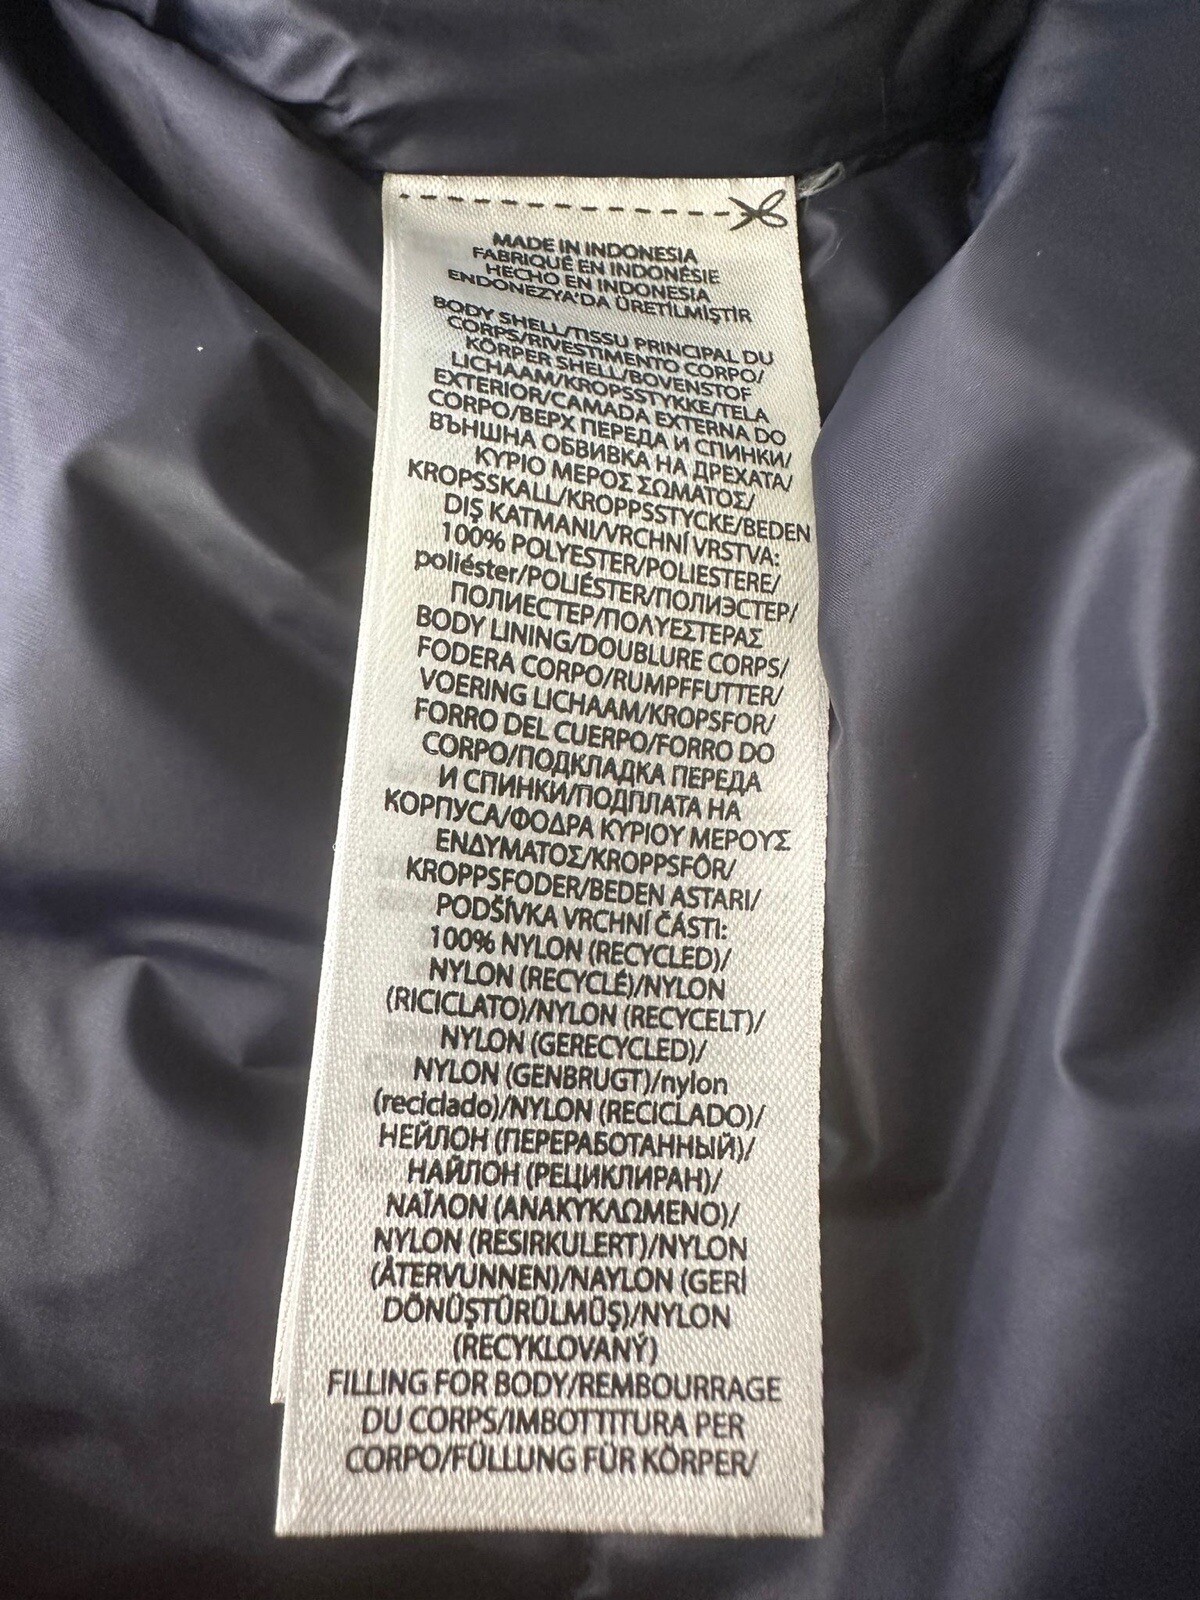 MADE IN INDONESIA
FABRIQUÉ EN INDONÉSIE
HECHO EN INDONESIA
ENDONEZYA'DA ÜRETİLMİŞTİR
BODY SHELL/TISSU PRINCIPAL DU
CORPS/RIVESTIMENTO CORPO/
KÖRPER SHELL/BOVENSTOF
LICHAAM/KROPSSTYKKE/TELA
EXTERIOR/CAMADA EXTERNA DO
CORPO/ВЕРХ ПЕРЕДА И СПИНКИ/
ВЪНШНА ОБВИВКА НА ДРЕХАТА/
ΚΥΡΙΟ ΜΕΡΟΣ ΣΩΜΑΤΟΣ/
KROPPSSKALL/KROPPSSTYCKE/BEDEN
DIŞ KATMANI/VRCHNÍ VRSTVA:
100% POLYESTER/POLIESTERE/
poliéster/POLIÉSTER/ПОЛИЭСТЕР/
ПОЛИЕСТЕР/ΠΟΛΥΕΣΤΕΡΑΣ
BODY LINING/DOUBLURE CORPS/
FODERA CORPO/RUMPFFUTTER/
VOERING LICHAAM/KROPSFOR/
FORRO DEL CUERPO/FORRO DO
CORPO/ПОДКЛАДКА ПЕРЕДА
И СПИНКИ/ПОДПЛАТА НА
КОРПУСА/ΦΟΔΡΑ ΚΥΡΙΟΥ ΜΕΡΟΥΣ
ΕΝΔΥΜΑΤΟΣ/KROPPSFÔR/
KROPPSFODER/BEDEN ASTARI/
PODŠÍVKA VRCHNÍ ČÁSTI:
100% NYLON (RECYCLED)/
NYLON (RECYCLÉ)/NYLON
(RICICLATO)/NYLON (RECYCELT)/
NYLON (GERECYCLED)/
NYLON (GENBRUGT)/nylon
(reciclado)/NYLON (RECICLADO)/
НЕЙЛОН (ПЕРЕРАБОТАННЫЙ)/
НАЙЛОН (РЕЦИКЛИРАН)/
ΝΑΪΛΟΝ (ΑΝΑΚΥΚΛΩΜΕΝΟ)/
NYLON (RESIRKULERT)/NYLON
(ÅTERVUNNEN)/NAYLON (GERİ
DÖNÜŞTÜRÜLMÜŞ)/NYLON
(RECYKLOVANÝ)
FILLING FOR BODY/REMBOURRAGE
DU CORPS/IMBOTTITURA PER
CORPO/FÜLLUNG FÜR KÖRPER/